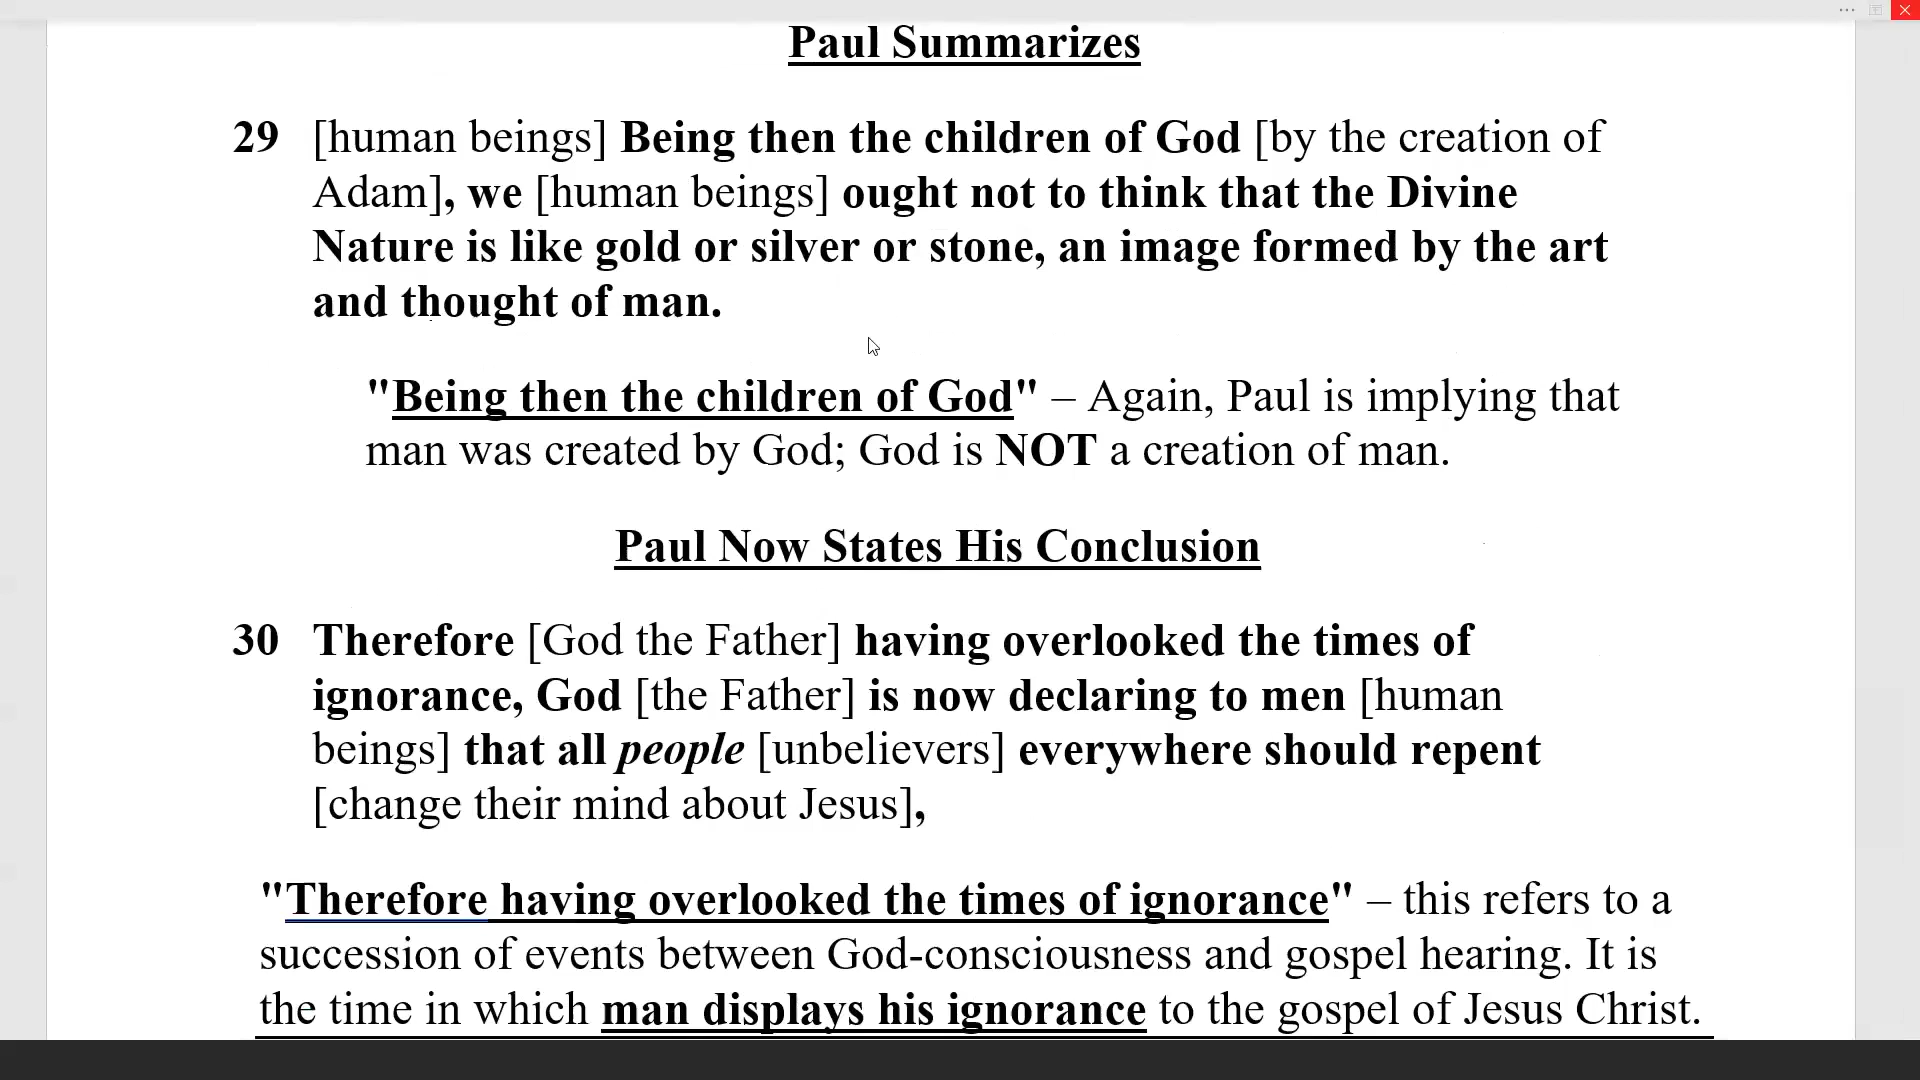 Paul Summarizes
29 [human beings] Being then the children of God [by the creation of
Adam], we [human beings] ought not to think that the Divine
Nature is like gold or silver or stone, an image formed by the art
and thought of man.
"Being then the children of God" – Again, Paul is implying that
man was created by God; God is NOT a creation of man.
Paul Now States His Conclusion
30 Therefore [God the Father] having overlooked the times of
ignorance, God [the Father] is now declaring to men [human
beings] that all people [unbelievers] everywhere should repent
[change their mind about Jesus],
"Therefore having overlooked the times of ignorance" – this refers to a
succession of events between God-consciousness and gospel hearing. It is
the time in which man displays his ignorance to the gospel of Jesus Christ.